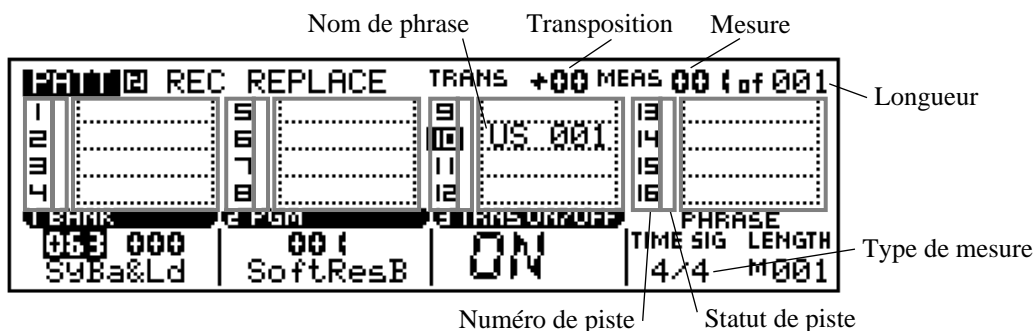 Nom de phrase Transposition Mesure
PATT 2 REC REPLACE TRANS +00 MEAS 001 of 001
Longueur
1 5 9 13
2 6 10 US 001 14
3 7 11 15
4 8 12 16
1 BANK 2 PGM 3 TRANS ON/OFF PHRASE
063 000 001 ON TIME SIG LENGTH
SyBa&Ld SoftResB 4/4 M001
Type de mesure
Numéro de piste Statut de piste